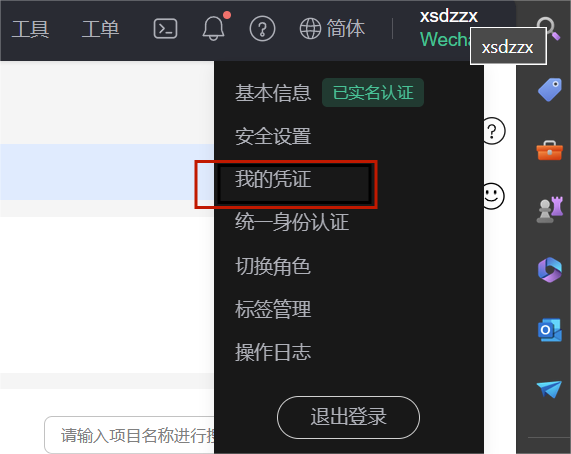 工具 工单 简体 xsdzzx
Wecha
xsdzzx
基本信息 已实名认证
安全设置
我的凭证
统一身份认证
切换角色
标签管理
操作日志
退出登录
请输入项目名称进行搜